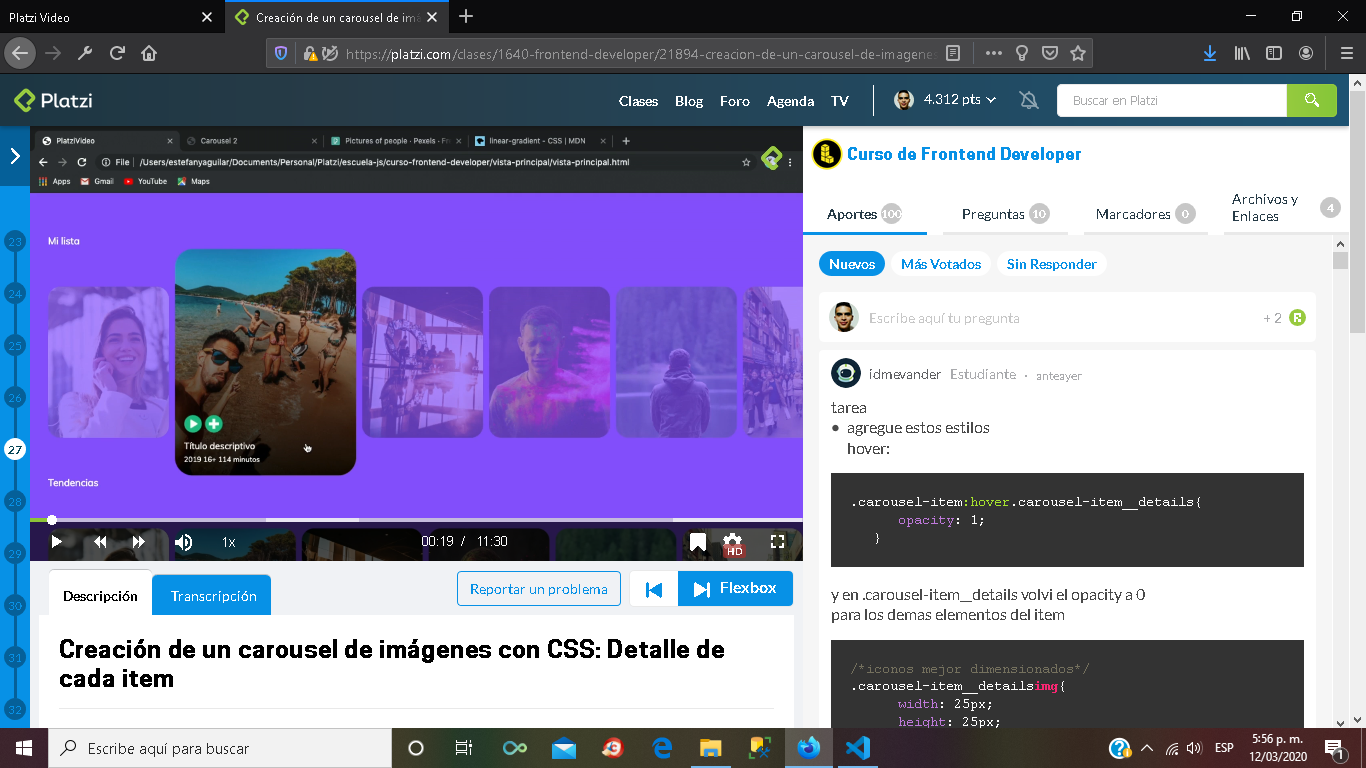 Platzi Video
Creación de un carousel de imá
https://platzi.com/clases/1640-frontend-developer/21894-creacion-de-un-carousel-de-imagenes
Platzi
Clases
Blog
Foro
Agenda
TV
4.312 pts
Buscar en Platzi
PlatziVideo
Carousel 2
Pictures of people · Pexels · Fr
linear-gradient - CSS | MDN
File | /Users/estefanyaguilar/Documents/Personal/Platzi/escuela-js/curso-frontend-developer/vista-principal/vista-principal.html
Apps
Gmail
YouTube
Maps
23
24
25
26
27
28
29
30
31
32
Mi lista
Título descriptivo
2019 16+ 114 minutos
Tendencias
1x
00:19 / 11:30
HD
Descripción
Transcripción
Reportar un problema
Flexbox
Creación de un carousel de imágenes con CSS: Detalle de
cada item
Curso de Frontend Developer
Aportes 100
Preguntas 10
Marcadores 0
Archivos y
Enlaces
4
Nuevos
Más Votados
Sin Responder
Escribe aquí tu pregunta
+ 2
idmevander Estudiante · anteayer
tarea
• agregue estos estilos
hover:
.carousel-item:hover.carousel-item__details{
opacity: 1;
}
y en .carousel-item__details volvi el opacity a 0
para los demas elementos del item
/*iconos mejor dimensionados*/
.carousel-item__detailsimg{
width: 25px;
height: 25px;
Escribe aquí para buscar
ESP
5:56 p. m.
12/03/2020
1